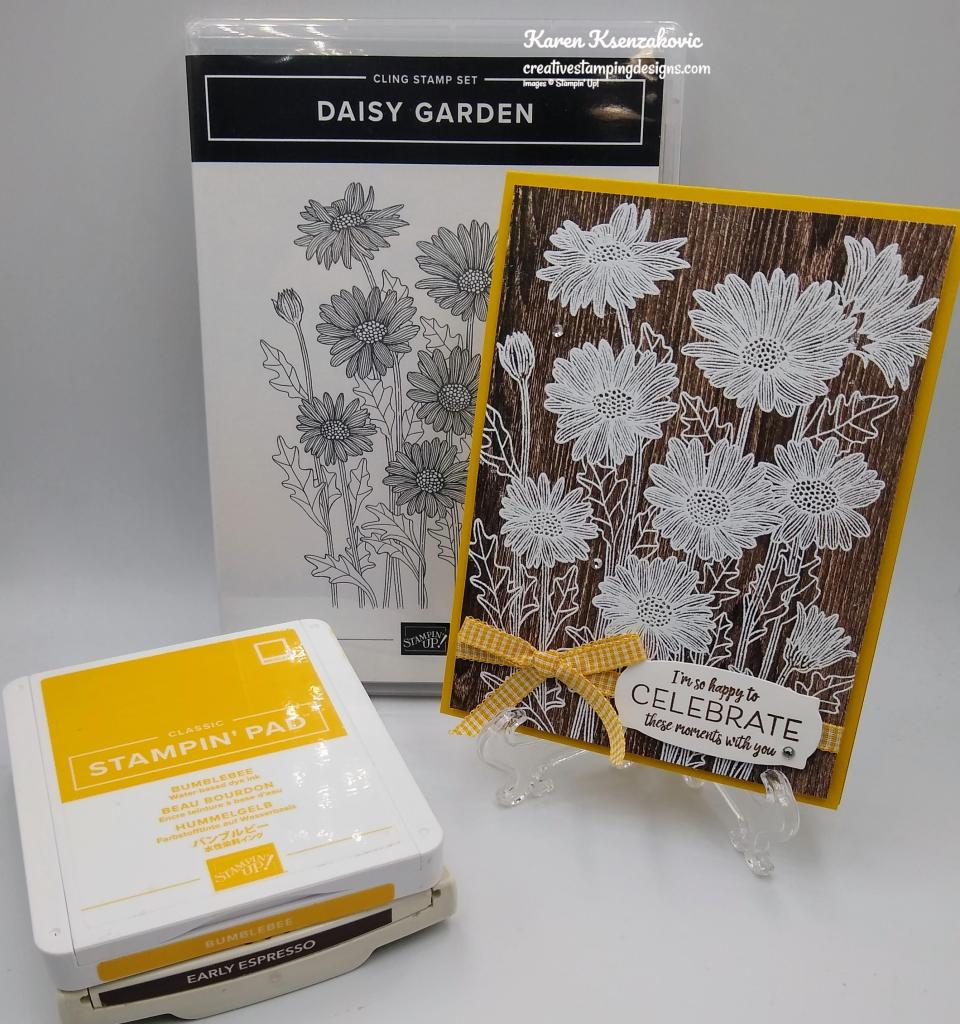 Karen Ksenzakovic
creativestampingdesigns.com
Images © Stampin' Up!
CLING STAMP SET
DAISY GARDEN
STAMPIN' UP!
I'm so happy to
CELEBRATE
these moments with you
CLASSIC
STAMPIN' PAD
BUMBLEBEE
Water-based dye ink
BEAU BOURDON
Encre teinture à base d'eau
HUMMELGELB
Farbstofftinte auf Wasserbasis
バンブルビー
水性染料インク
STAMPIN' UP!
BUMBLEBEE
EARLY ESPRESSO